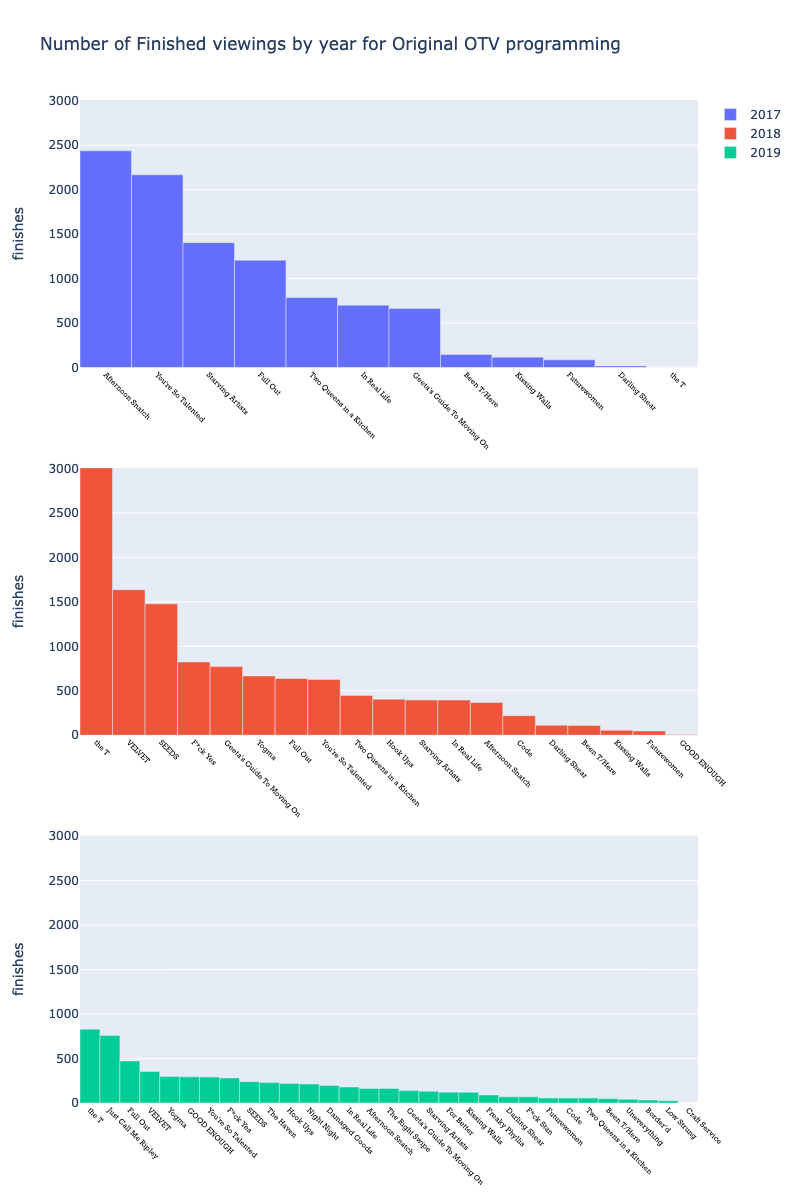 Number of Finished viewings by year for Original OTV programming
3000
2500
2000
1500
1000
500
0
finishes
2017
2018
2019
Afternoon Snatch
You're So Talented
Starving Artists
Full Out
Two Queens in a Kitchen
In Real Life
Geeta's Guide To Moving On
Been T/Here
Kissing Walls
Futurewomen
Darling Shear
the T
3000
2500
2000
1500
1000
500
0
finishes
the T
VELVET
SEEDS
F*ck Yes
Geeta's Guide To Moving On
Yogma
Full Out
You're So Talented
Two Queens in a Kitchen
Hook Ups
Starving Artists
In Real Life
Afternoon Snatch
Code
Darling Shear
Been T/Here
Kissing Walls
Futurewomen
GOOD ENOUGH
3000
2500
2000
1500
1000
500
0
finishes
the T
Just Call Me Ripley
Full Out
VELVET
Yogma
GOOD ENOUGH
You're So Talented
F*ck Yes
SEEDS
The Haven
Hook Ups
Night Night
Damaged Goods
In Real Life
Afternoon Snatch
The Right Swipe
Geeta's Guide To Moving On
Starving Artists
For Better
Kissing Walls
Freaky Phyllis
Darling Shear
F*ck Stan
Futurewomen
Code
Two Queens in a Kitchen
Been T/Here
Uneverything
Border'd
Low Strung
Craft Service